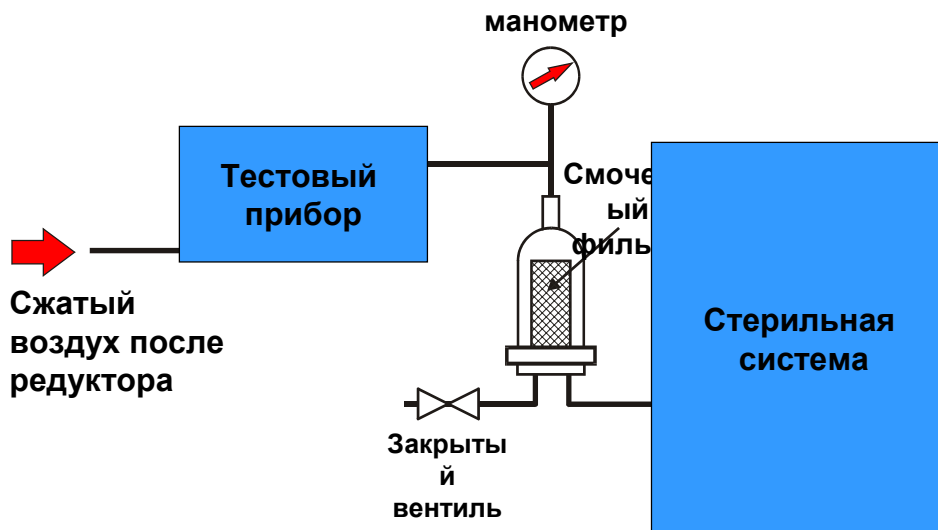 манометр
Тестовый
прибор
Смоче
ый
филь
Сжатый
воздух после
редуктора
Стерильная
система
Закрыты
й
вентиль